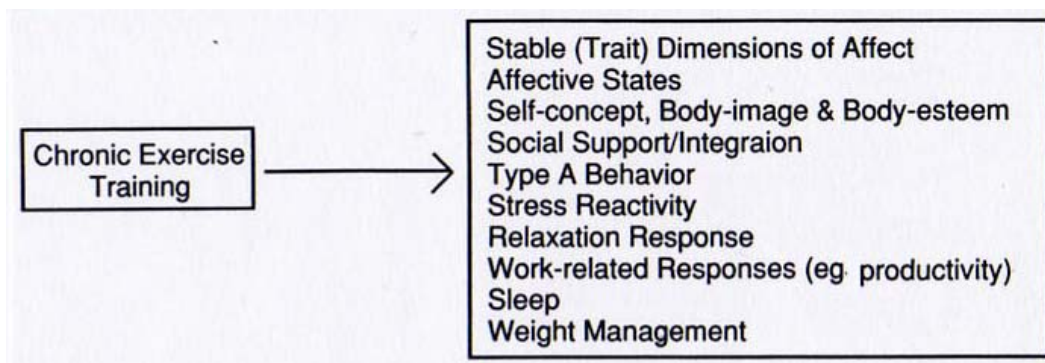 Chronic Exercise
Training
Stable (Trait) Dimensions of Affect
Affective States
Self-concept, Body-image & Body-esteem
Social Support/Integraion
Type A Behavior
Stress Reactivity
Relaxation Response
Work-related Responses (eg. productivity)
Sleep
Weight Management